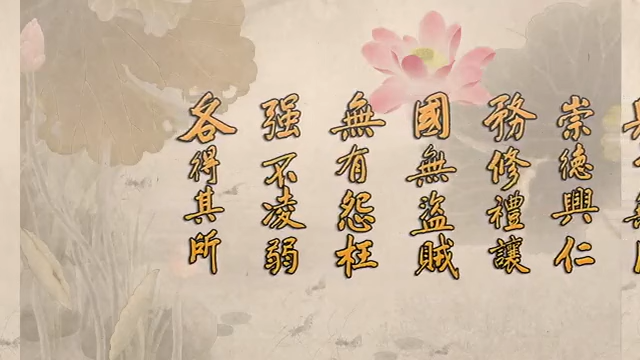 崇德興仁
務修禮讓
國無盜賊
無有怨枉
强不凌弱
各得其所